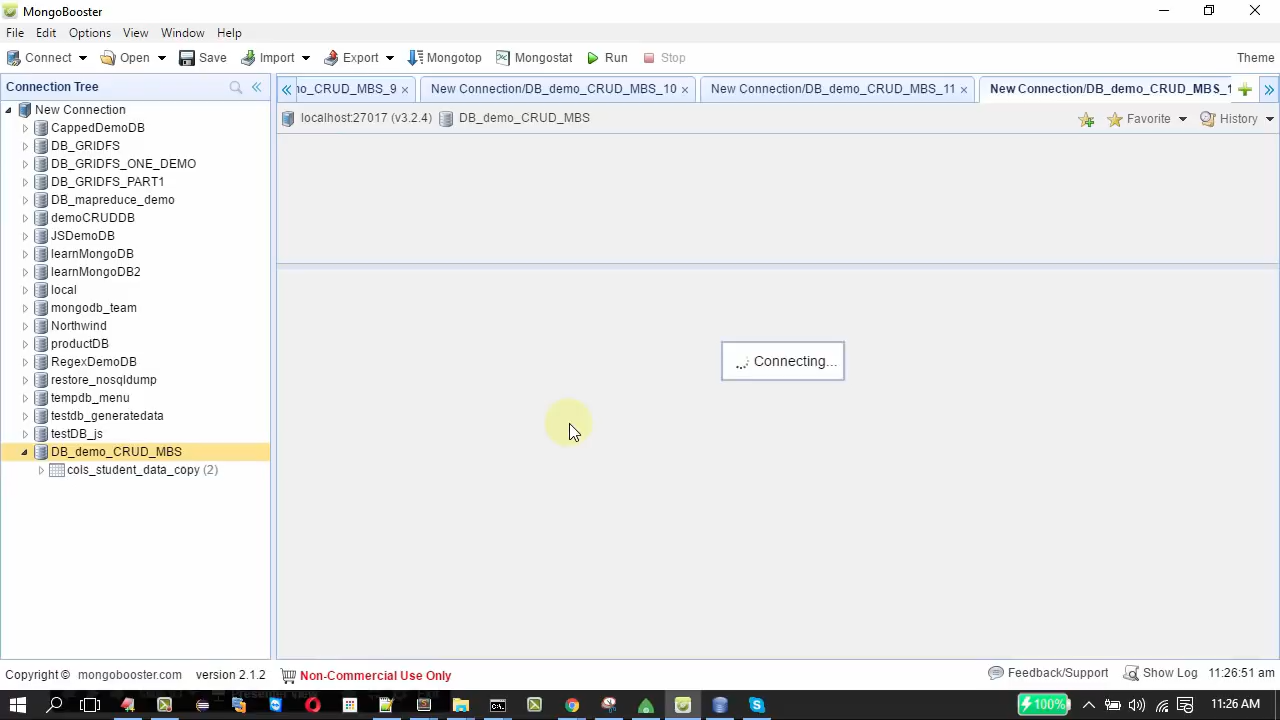 MongoBooster
File Edit Options View Window Help
Connect Open Save Import Export Mongotop Mongostat Run Stop Theme
Connection Tree
no_CRUD_MBS_9 × New Connection/DB_demo_CRUD_MBS_10 × New Connection/DB_demo_CRUD_MBS_11 × New Connection/DB_demo_CRUD_MBS_1
localhost:27017 (v3.2.4) DB_demo_CRUD_MBS Favorite History
New Connection
CappedDemoDB
DB_GRIDFS
DB_GRIDFS_ONE_DEMO
DB_GRIDFS_PART1
DB_mapreduce_demo
demoCRUDDB
JSDemoDB
learnMongoDB
learnMongoDB2
local
mongodb_team
Northwind
productDB
RegexDemoDB
restore_nosqldump
tempdb_menu
testdb_generatedata
testDB_js
DB_demo_CRUD_MBS
cols_student_data_copy (2)
Connecting...
Copyright © mongobooster.com version 2.1.2 Non-Commercial Use Only Feedback/Support Show Log 11:26:51 am
100% 11:26 AM